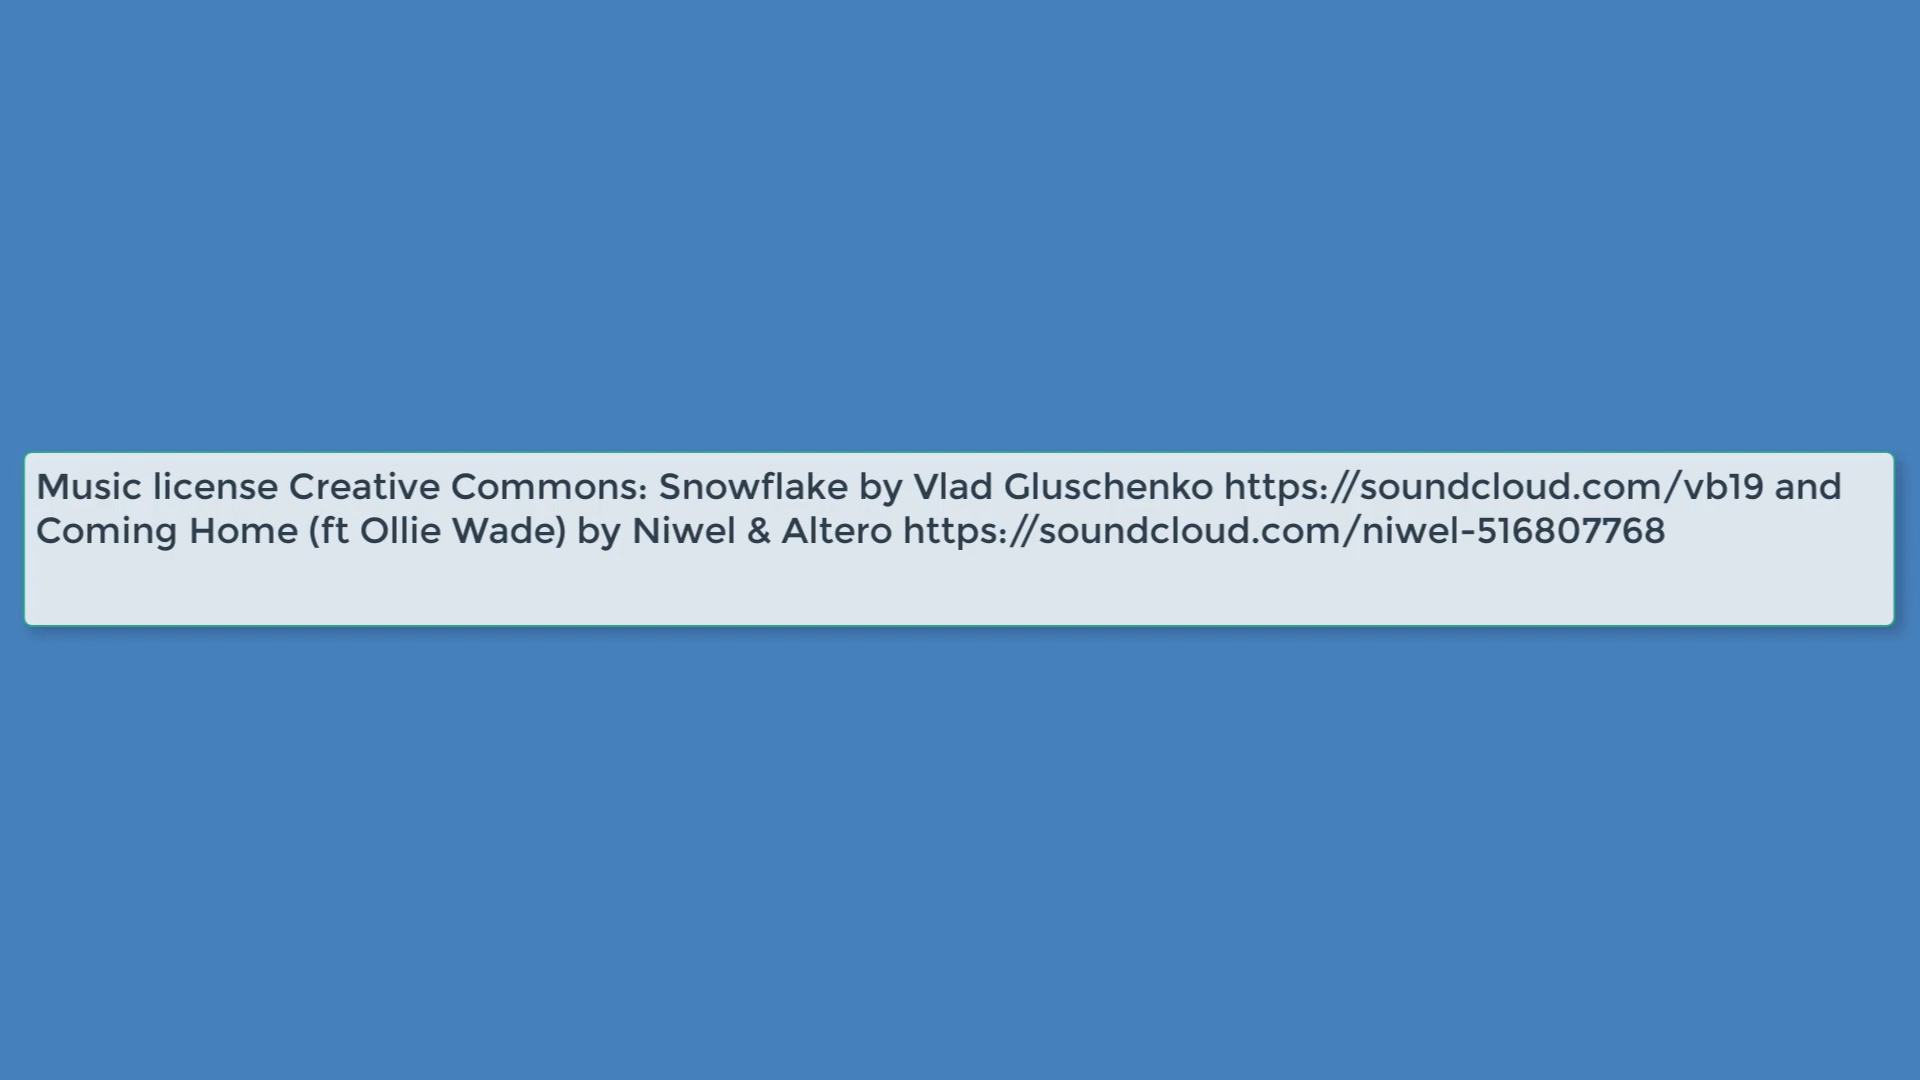 Music license Creative Commons: Snowflake by Vlad Gluschenko https://soundcloud.com/vb19 and
Coming Home (ft Ollie Wade) by Niwel & Altero https://soundcloud.com/niwel-516807768